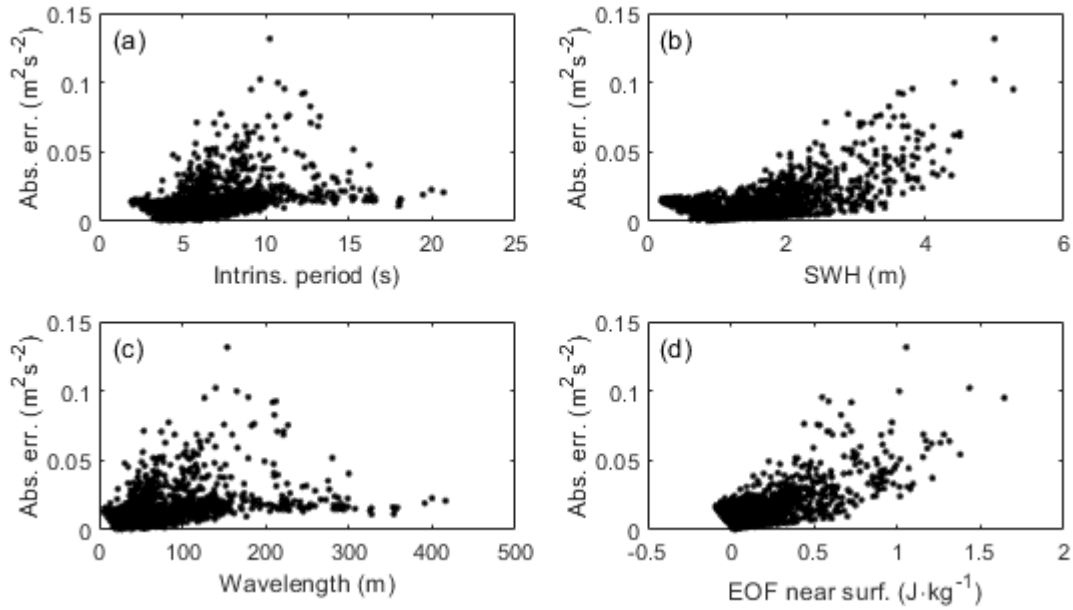 (a)
Abs. err. (m²s⁻²)
0.15
0.1
0.05
0
0 5 10 15 20 25
Intrins. period (s)
(b)
Abs. err. (m²s⁻²)
0.15
0.1
0.05
0
0 2 4 6
SWH (m)
(c)
Abs. err. (m²s⁻²)
0.15
0.1
0.05
0
0 100 200 300 400 500
Wavelength (m)
(d)
Abs. err. (m²s⁻²)
0.15
0.1
0.05
0
-0.5 0 0.5 1 1.5 2
EOF near surf. (J·kg⁻¹)